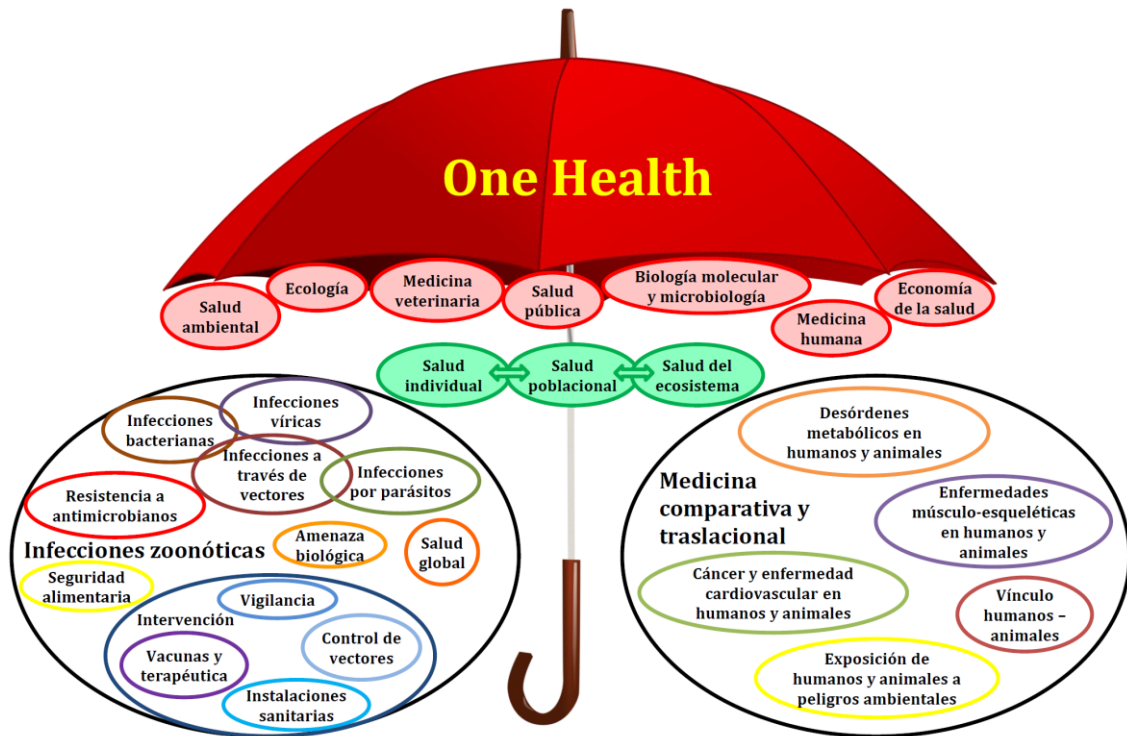 One Health
Salud
ambiental
Ecología
Medicina
veterinaria
Salud
pública
Biología molecular
y microbiología
Medicina
humana
Economía
de la salud
Salud
individual
Salud
poblacional
Salud del
ecosistema
Infecciones
bacterianas
Infecciones
víricas
Infecciones a
través de
vectores
Infecciones
por parásitos
Resistencia a
antimicrobianos
Infecciones zoonóticas
Amenaza
biológica
Salud
global
Seguridad
alimentaria
Vigilancia
Intervención
Control de
vectores
Vacunas y
terapéutica
Instalaciones
sanitarias
Desórdenes
metabólicos en
humanos y animales
Medicina
comparativa y
traslacional
Enfermedades
músculo-esqueléticas
en humanos y
animales
Cáncer y enfermedad
cardiovascular en
humanos y animales
Vínculo
humanos –
animales
Exposición de
humanos y animales a
peligros ambientales